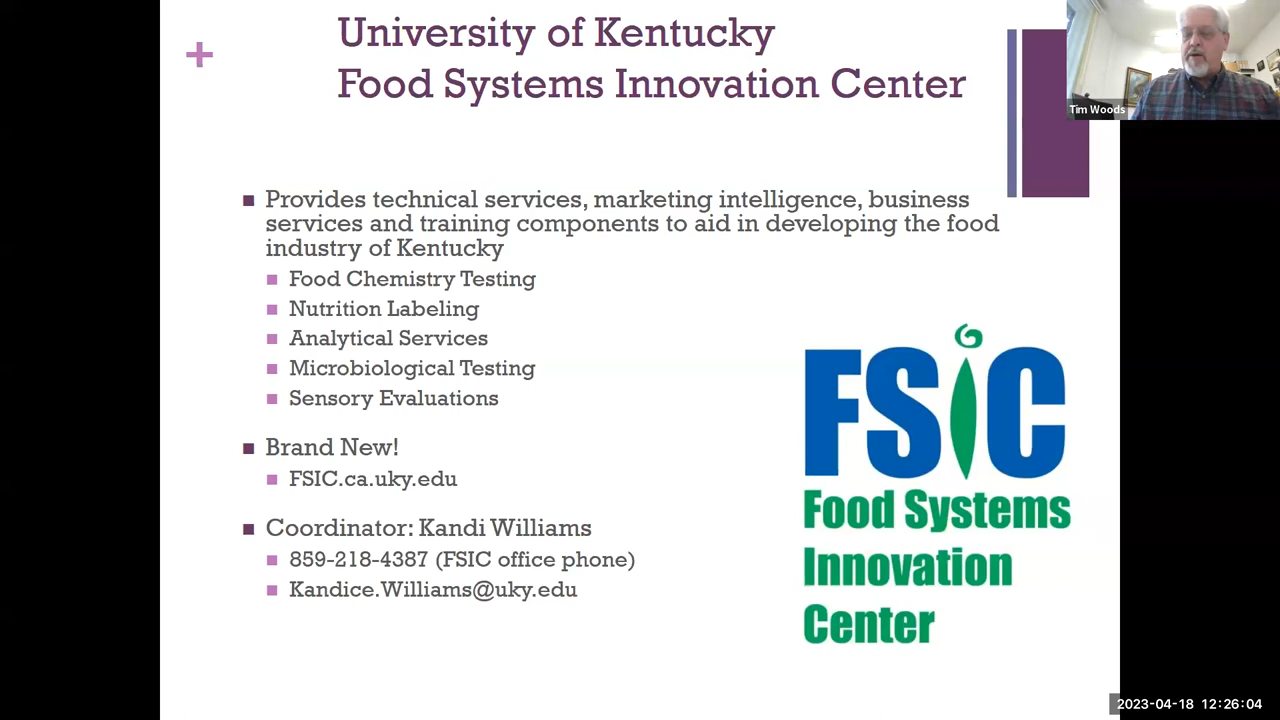 University of Kentucky
Food Systems Innovation Center
Tim Woods
Provides technical services, marketing intelligence, business
services and training components to aid in developing the food
industry of Kentucky
Food Chemistry Testing
Nutrition Labeling
Analytical Services
Microbiological Testing
Sensory Evaluations
Brand New!
FSIC.ca.uky.edu
Coordinator: Kandi Williams
859-218-4387 (FSIC office phone)
Kandice.Williams@uky.edu
FSiC
Food Systems
Innovation
Center
2023-04-18 12:26:04